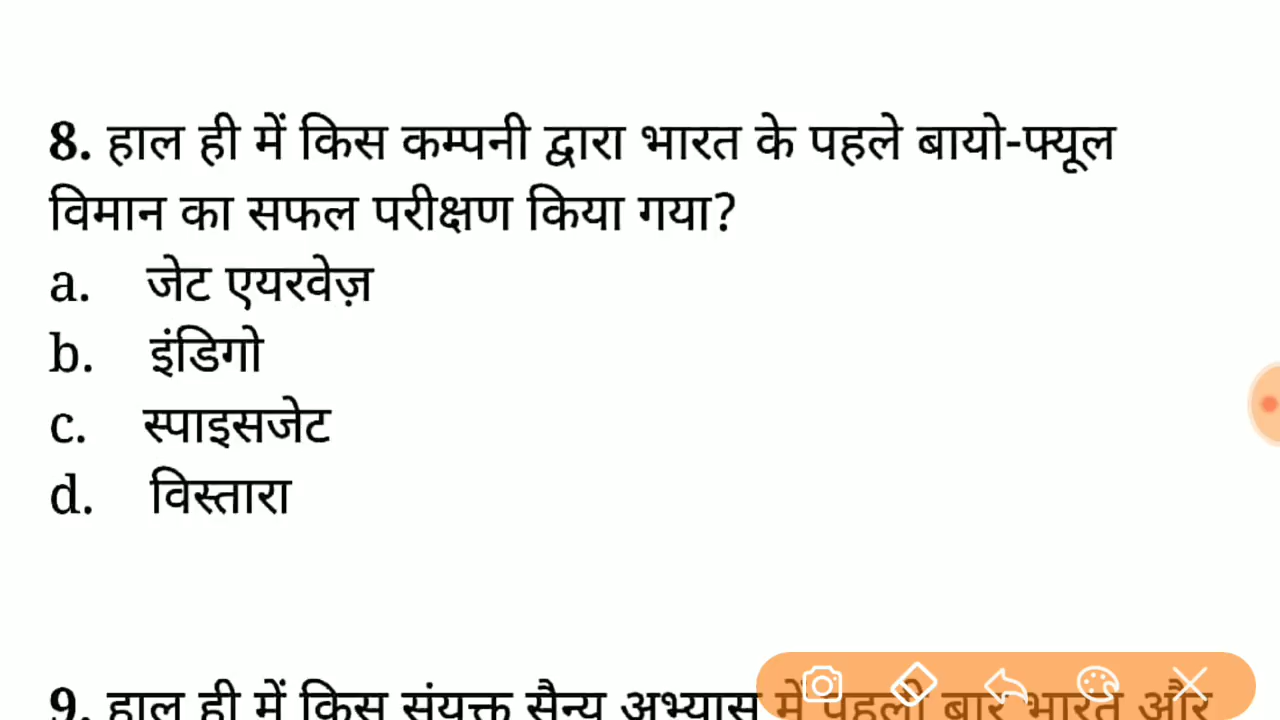 8. हाल ही में किस कम्पनी द्वारा भारत के पहले बायो-फ्यूल
विमान का सफल परीक्षण किया गया?
a. जेट एयरवेज़
b. इंडिगो
c. स्पाइसजेट
d. विस्तारा
9. हाल ही में किस संयुक्त सैन्य अभ्यास में पहली बार भारत और